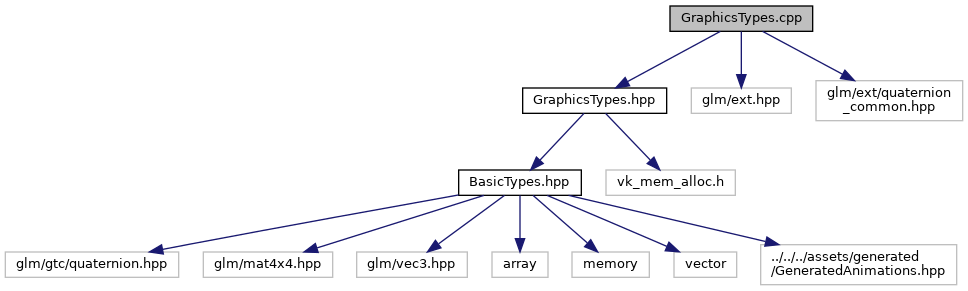 GraphicsTypes.cpp
GraphicsTypes.hpp
glm/ext.hpp
glm/ext/quaternion
_common.hpp
BasicTypes.hpp
vk_mem_alloc.h
glm/gtc/quaternion.hpp
glm/mat4x4.hpp
glm/vec3.hpp
array
memory
vector
../../../assets/generated
/GeneratedAnimations.hpp